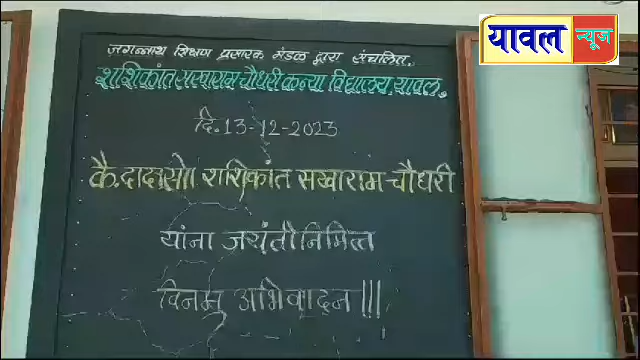 यावल न्यूज
जगन्नाथ शिक्षण प्रसारक मंडळ द्वारा संचलित.
शशिकांत सखाराम चौधरी कन्या विद्यालय, यावल.
दि. 13-12-2023
कै. दादासो शशिकांत सखाराम चौधरी
यांना जयंती निमित्त
विनम्र अभिवादन!!!